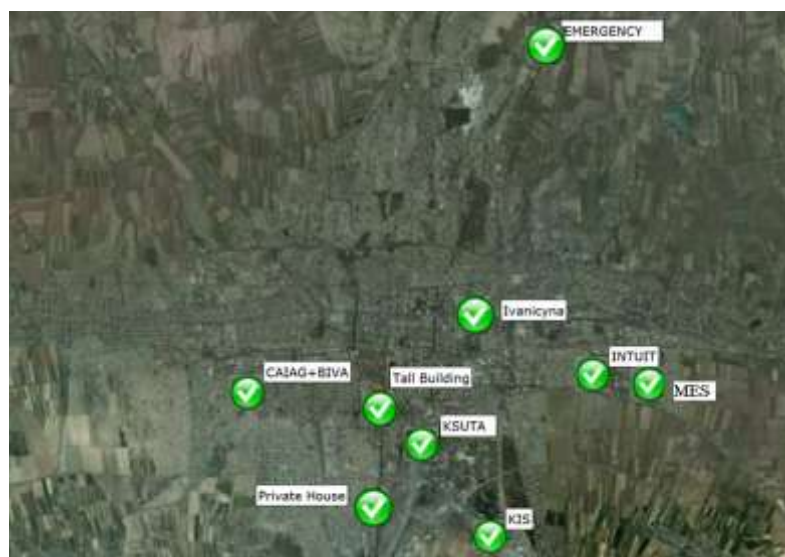 EMERGENCY
Ivanicyna
INTUIT
CAIAG+BIVA
Tall Building
MES
KSUTA
Private House
KIS